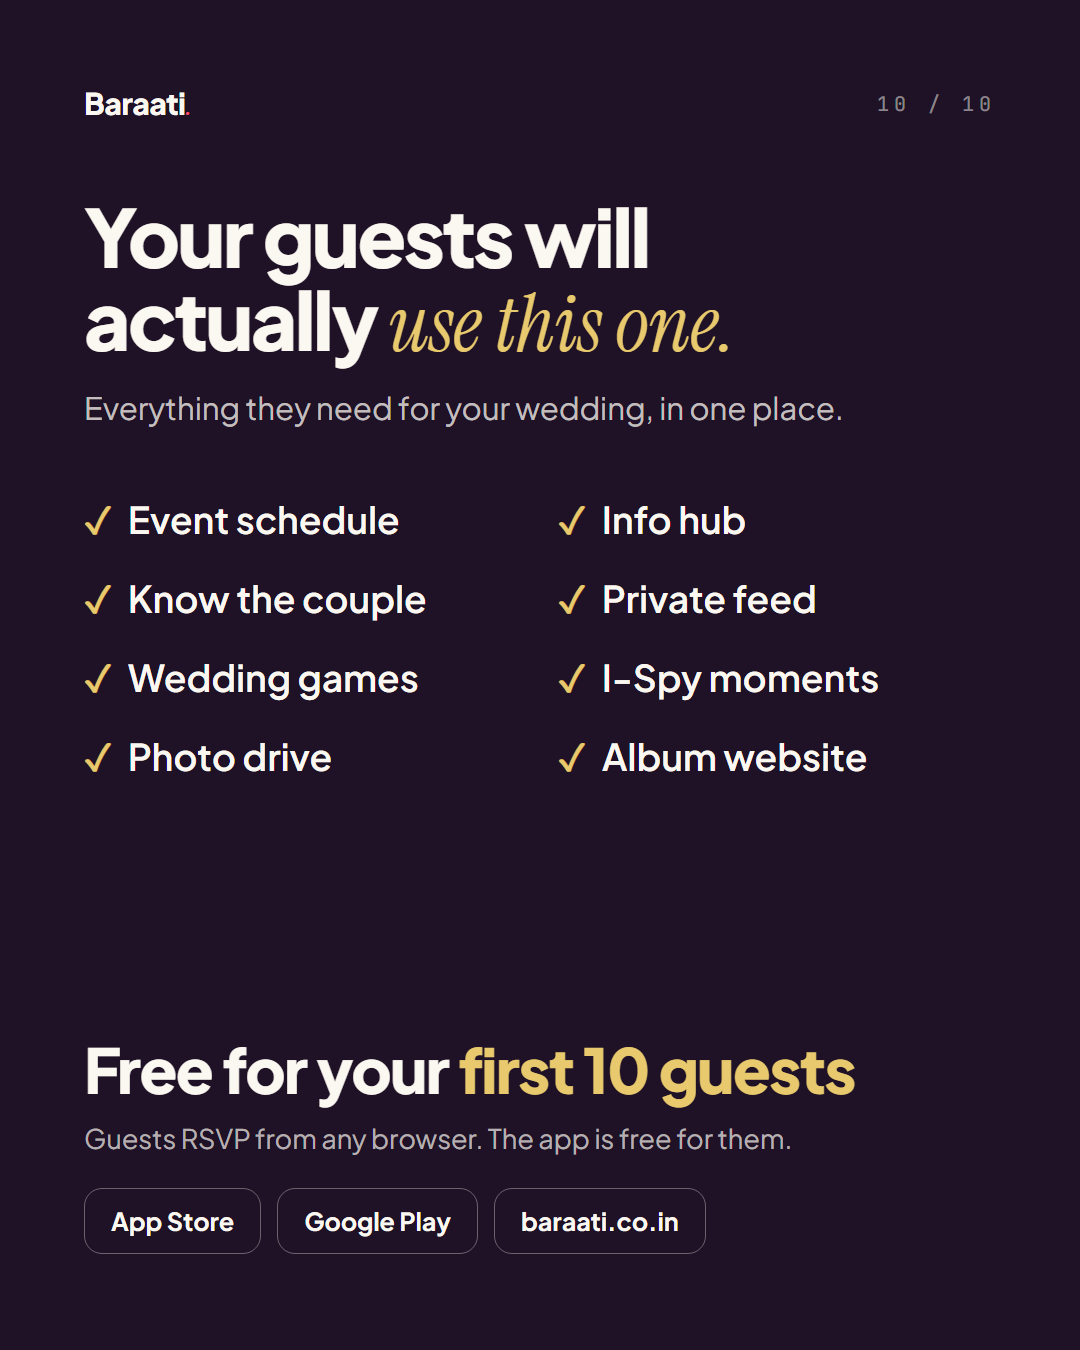 Baraati.
10 / 10
Your guests will
actually use this one.
Everything they need for your wedding, in one place.
✓ Event schedule
✓ Info hub
✓ Know the couple
✓ Private feed
✓ Wedding games
✓ I-Spy moments
✓ Photo drive
✓ Album website
Free for your first 10 guests
Guests RSVP from any browser. The app is free for them.
App Store
Google Play
baraati.co.in